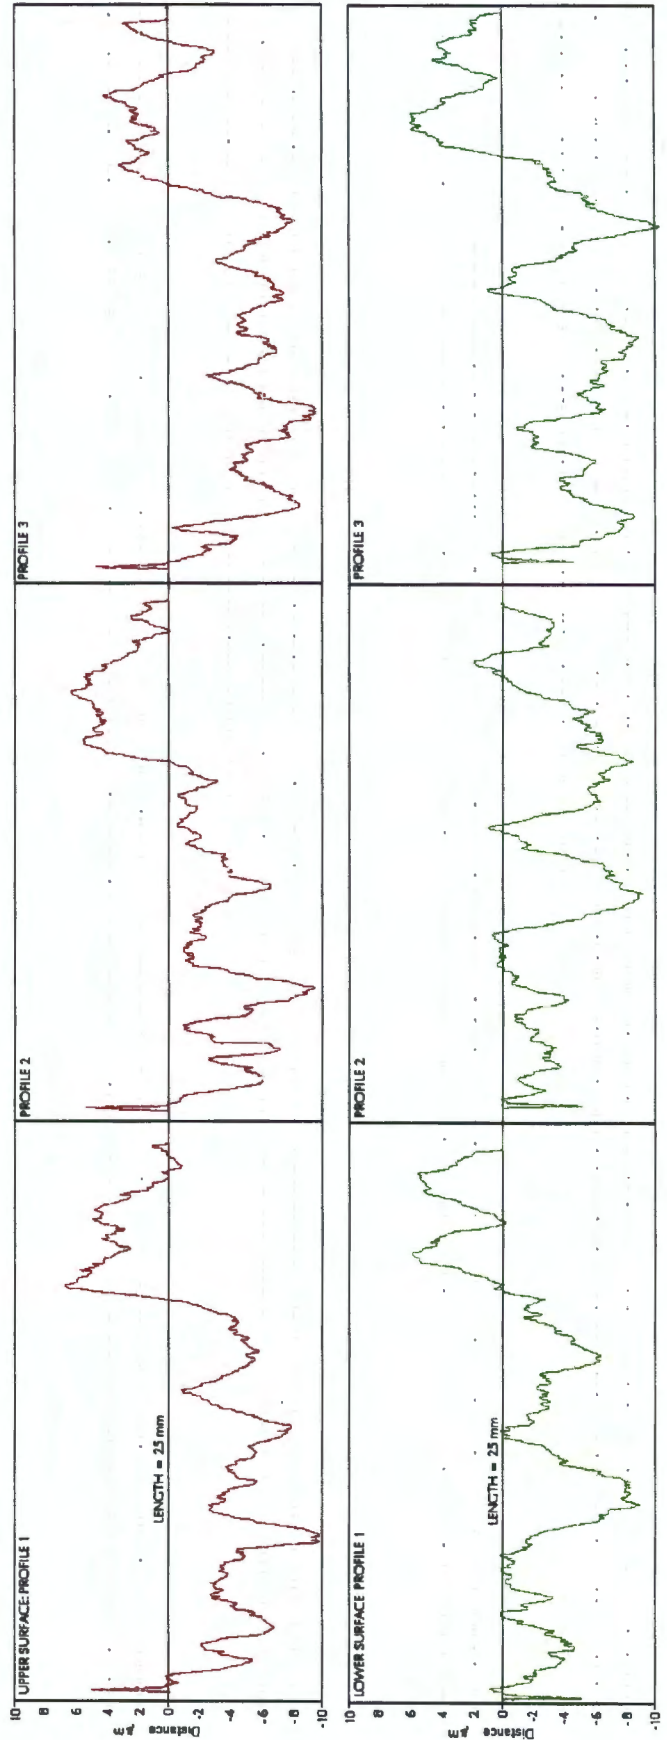 UPPER SURFACE: PROFILE 1
PROFILE 2
PROFILE 3
LENGTH = 25 mm
10
8
6
4
2
0
-2
-4
-6
-8
-10
Distance
µm
LOWER SURFACE PROFILE 1
PROFILE 2
PROFILE 3
LENGTH = 25 mm
10
8
6
4
2
0
-2
-4
-6
-8
-10
Distance
µm